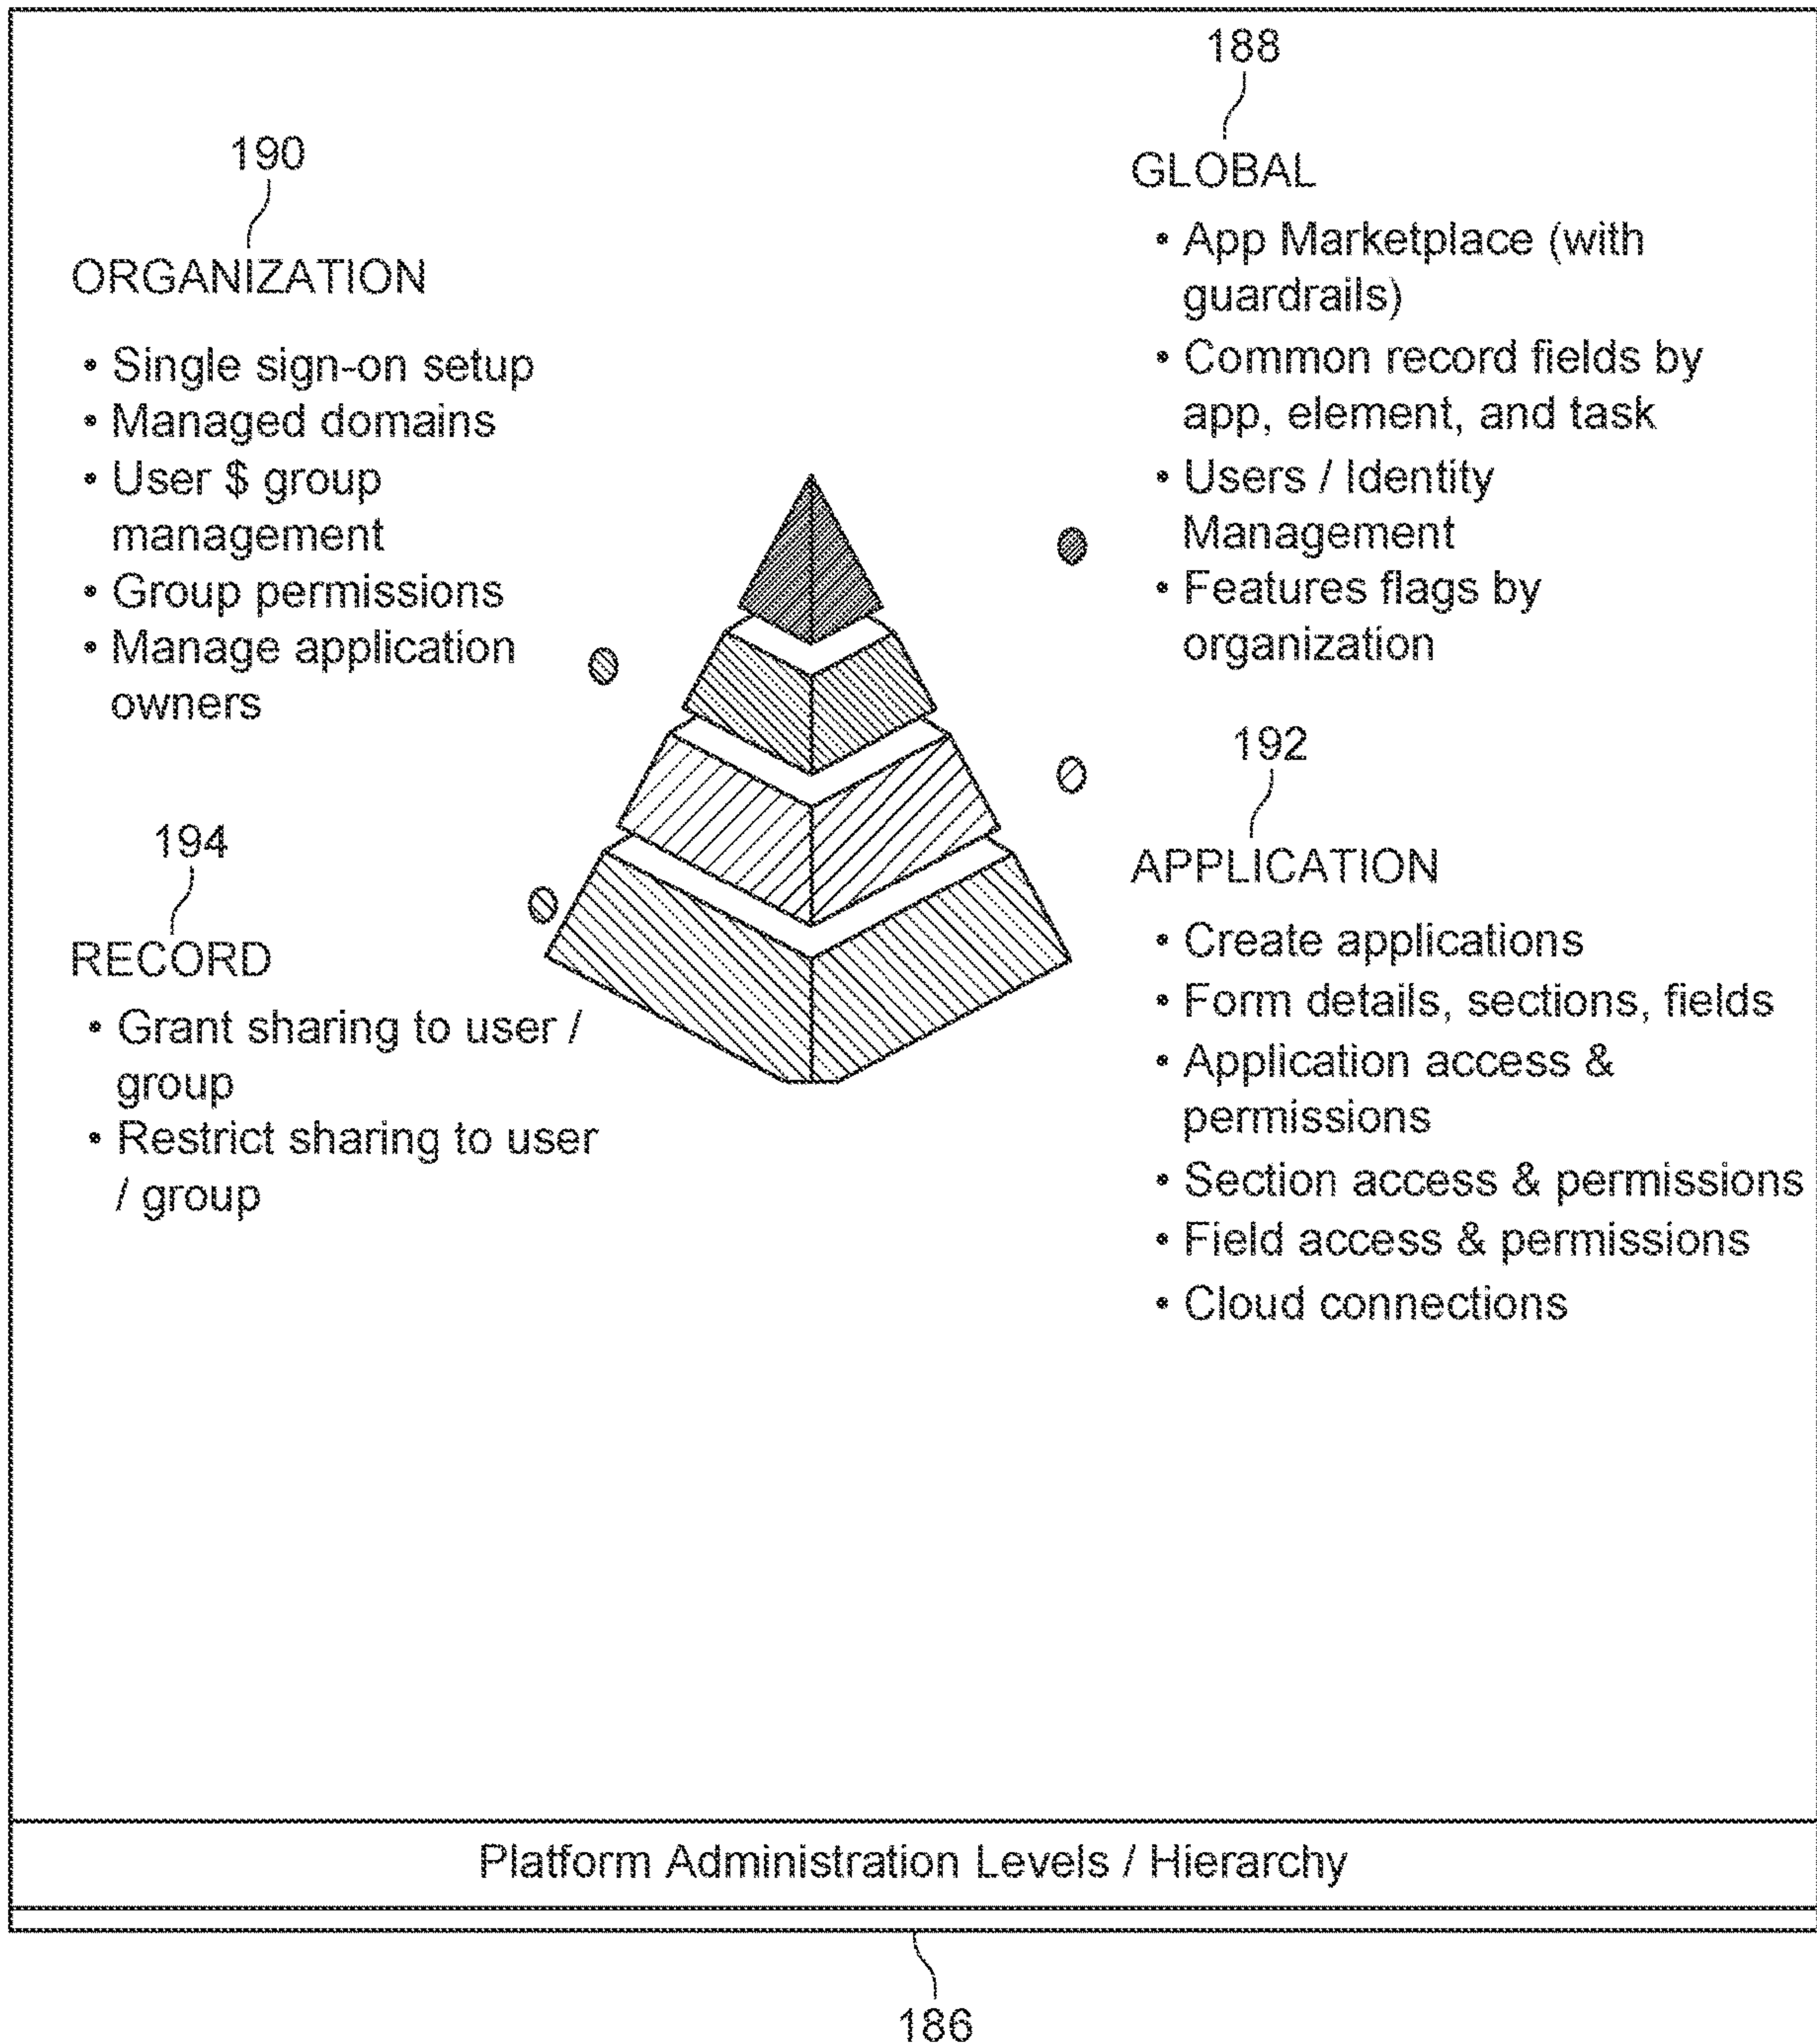 188
190
GLOBAL
• App Marketplace (with
guardrails)
• Common record fields by
app, element, and task
• Users / Identity
Management
• Features flags by
organization
ORGANIZATION
• Single sign-on setup
• Managed domains
• User $ group
management
• Group permissions
• Manage application
owners
192
APPLICATION
• Create applications
• Form details, sections, fields
• Application access &
permissions
• Section access & permissions
• Field access & permissions
• Cloud connections
194
RECORD
• Grant sharing to user /
group
• Restrict sharing to user
/ group
Platform Administration Levels / Hierarchy
186